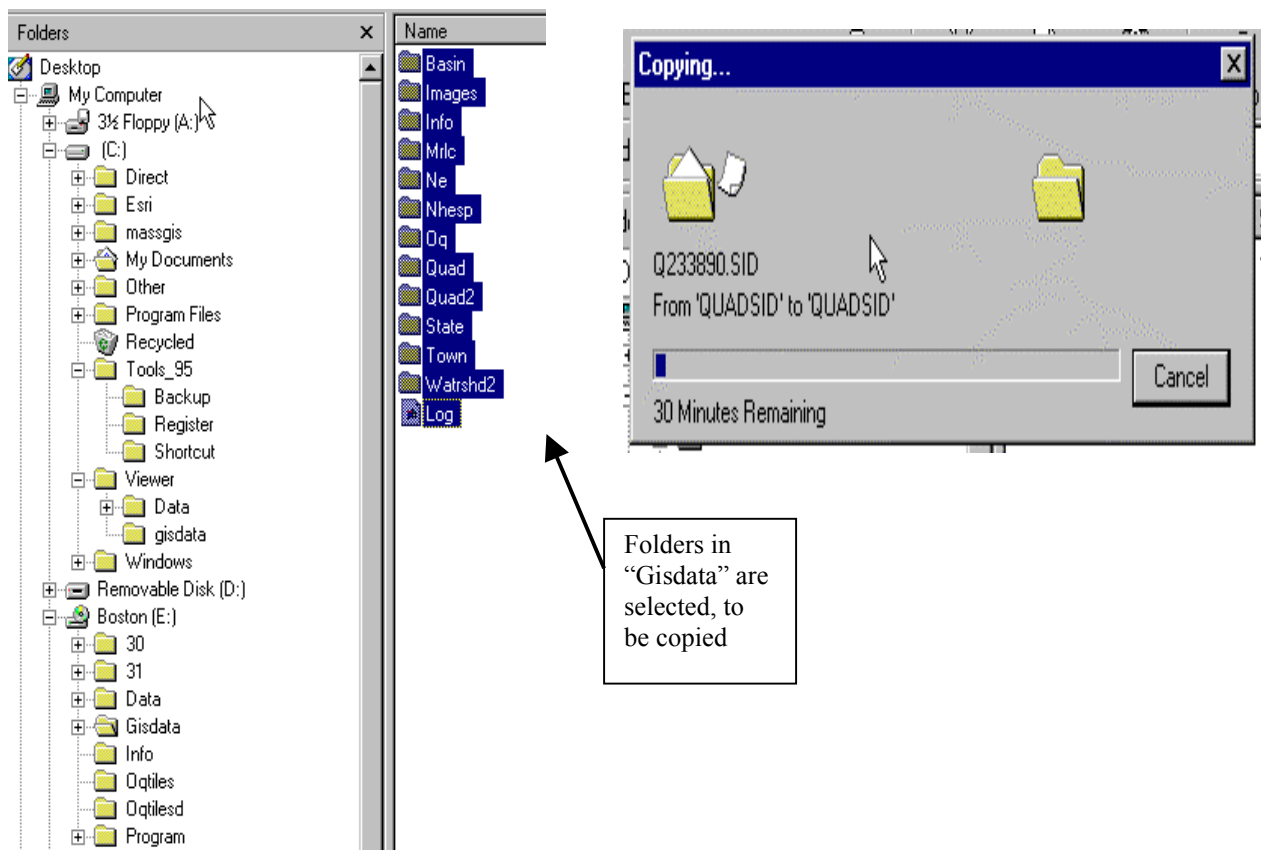 Folders
Desktop
My Computer
3½ Floppy (A:)
(C:)
Direct
Esri
massgis
My Documents
Other
Program Files
Recycled
Tools_95
Backup
Register
Shortcut
Viewer
Data
gisdata
Windows
Removable Disk (D:)
Boston (E:)
30
31
Data
Gisdata
Info
Oqtiles
Oqtilesd
Program
Name
Basin
Images
Info
Mrlc
Ne
Nhesp
Oq
Quad
Quad2
State
Town
Watrshd2
Log
Copying...
Q233890.SID
From 'QUADSID' to 'QUADSID'
Cancel
30 Minutes Remaining
Folders in
“Gisdata” are
selected, to
be copied